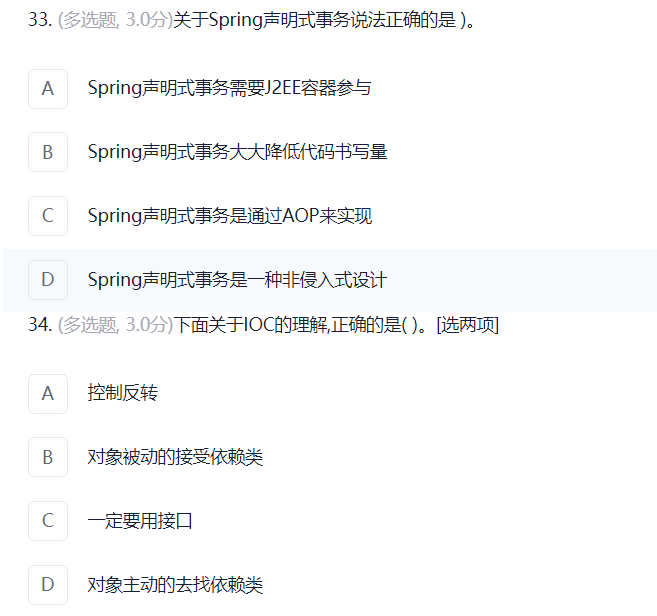 33. (多选题, 3.0分)关于Spring声明式事务说法正确的是 )。
A Spring声明式事务需要J2EE容器参与
B Spring声明式事务大大降低代码书写量
C Spring声明式事务是通过AOP来实现
D Spring声明式事务是一种非侵入式设计
34. (多选题, 3.0分)下面关于IOC的理解,正确的是( )。[选两项]
A 控制反转
B 对象被动的接受依赖类
C 一定要用接口
D 对象主动的去找依赖类